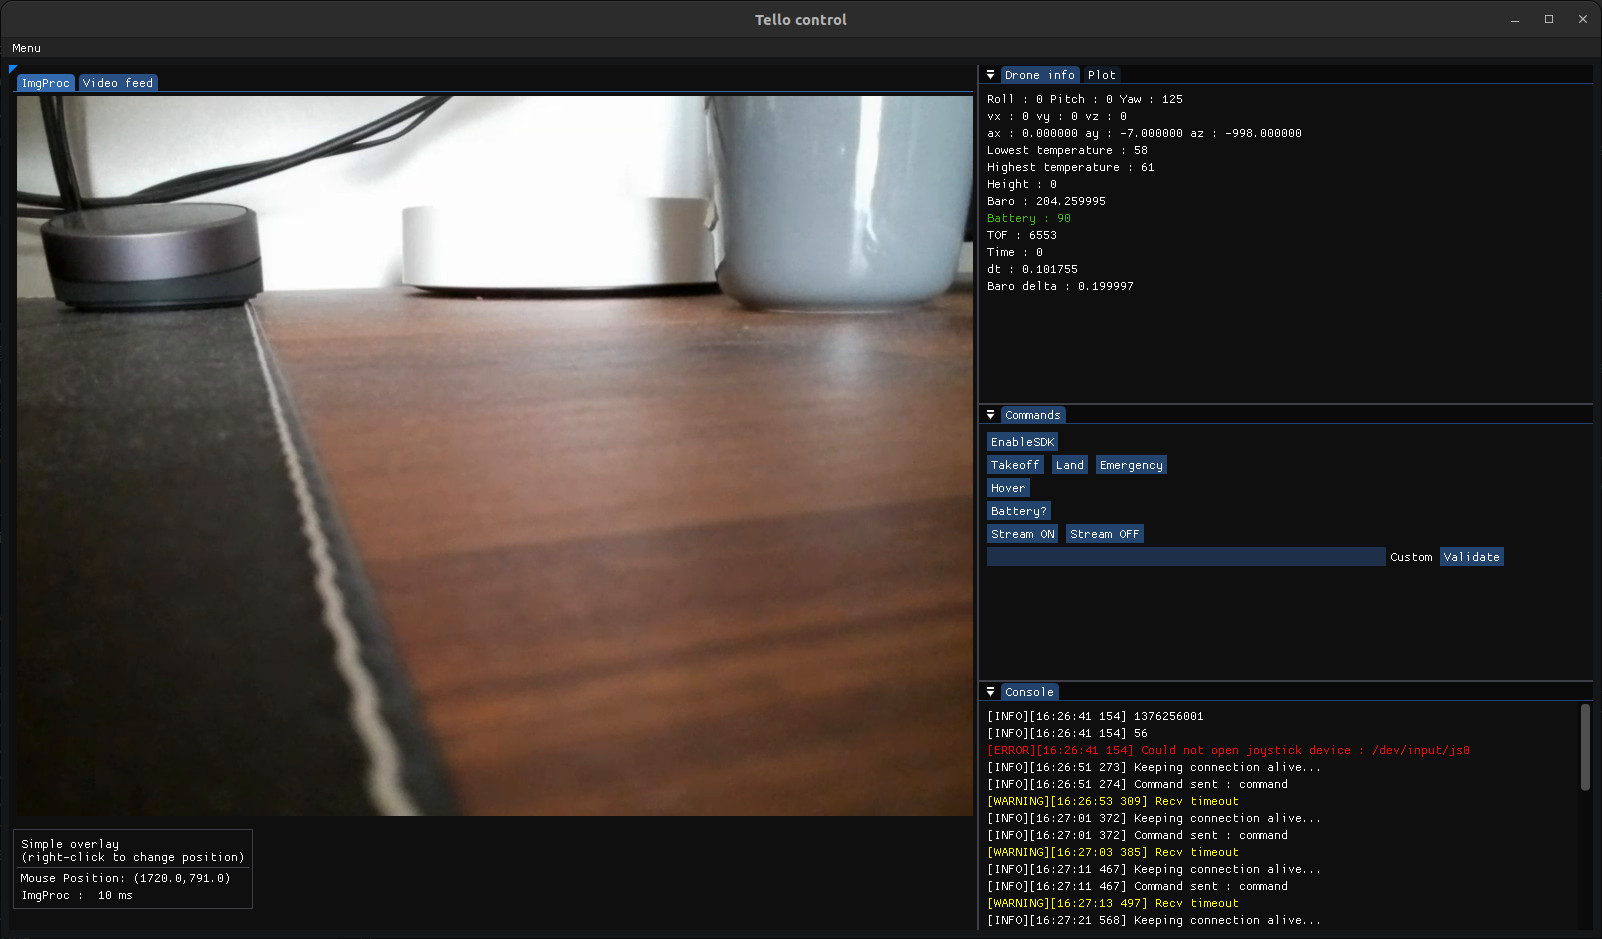 Tello control
Menu
ImgProc Video feed
Drone info Plot
Roll : 0 Pitch : 0 Yaw : 125
vx : 0 vy : 0 vz : 0
ax : 0.000000 ay : -7.000000 az : -998.000000
Lowest temperature : 58
Highest temperature : 61
Height : 0
Baro : 204.259995
Battery : 90
TOF : 6553
Time : 0
dt : 0.101755
Baro delta : 0.199997
Commands
EnableSDK
Takeoff Land Emergency
Hover
Battery?
Stream ON Stream OFF
Custom Validate
Console
[INFO][16:26:41 154] 1376256001
[INFO][16:26:41 154] 56
[ERROR][16:26:41 154] Could not open joystick device : /dev/input/js0
[INFO][16:26:51 273] Keeping connection alive...
[INFO][16:26:51 274] Command sent : command
[WARNING][16:26:53 309] Recv timeout
[INFO][16:27:01 372] Keeping connection alive...
[INFO][16:27:01 372] Command sent : command
[WARNING][16:27:03 385] Recv timeout
[INFO][16:27:11 467] Keeping connection alive...
[INFO][16:27:11 467] Command sent : command
[WARNING][16:27:13 497] Recv timeout
[INFO][16:27:21 568] Keeping connection alive...
Simple overlay
(right-click to change position)
Mouse Position: (1720.0,791.0)
ImgProc :  10 ms